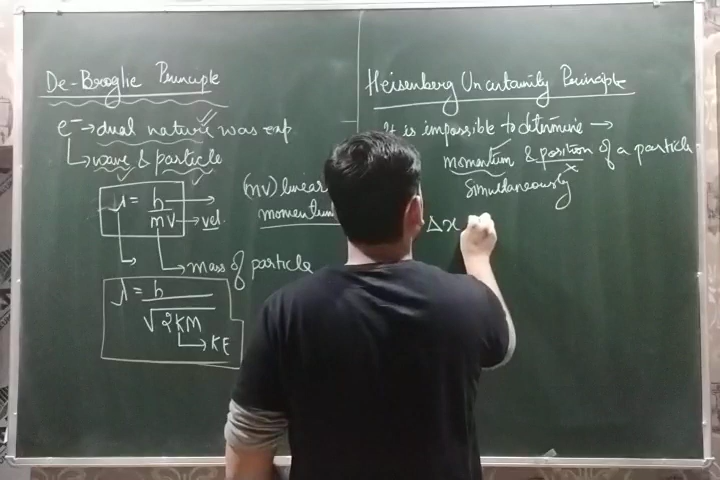 De-Broglie Principle
e⁻ → dual nature was exp
wave & particle
λ = h →
mv → vel.
(mv) linear
momentum
mass of particle
λ = h
√2KM
→ KE
Heisenberg Uncertainity Principle
It is impossible to determine →
momentum & position of a particle
simultaneously
Δx